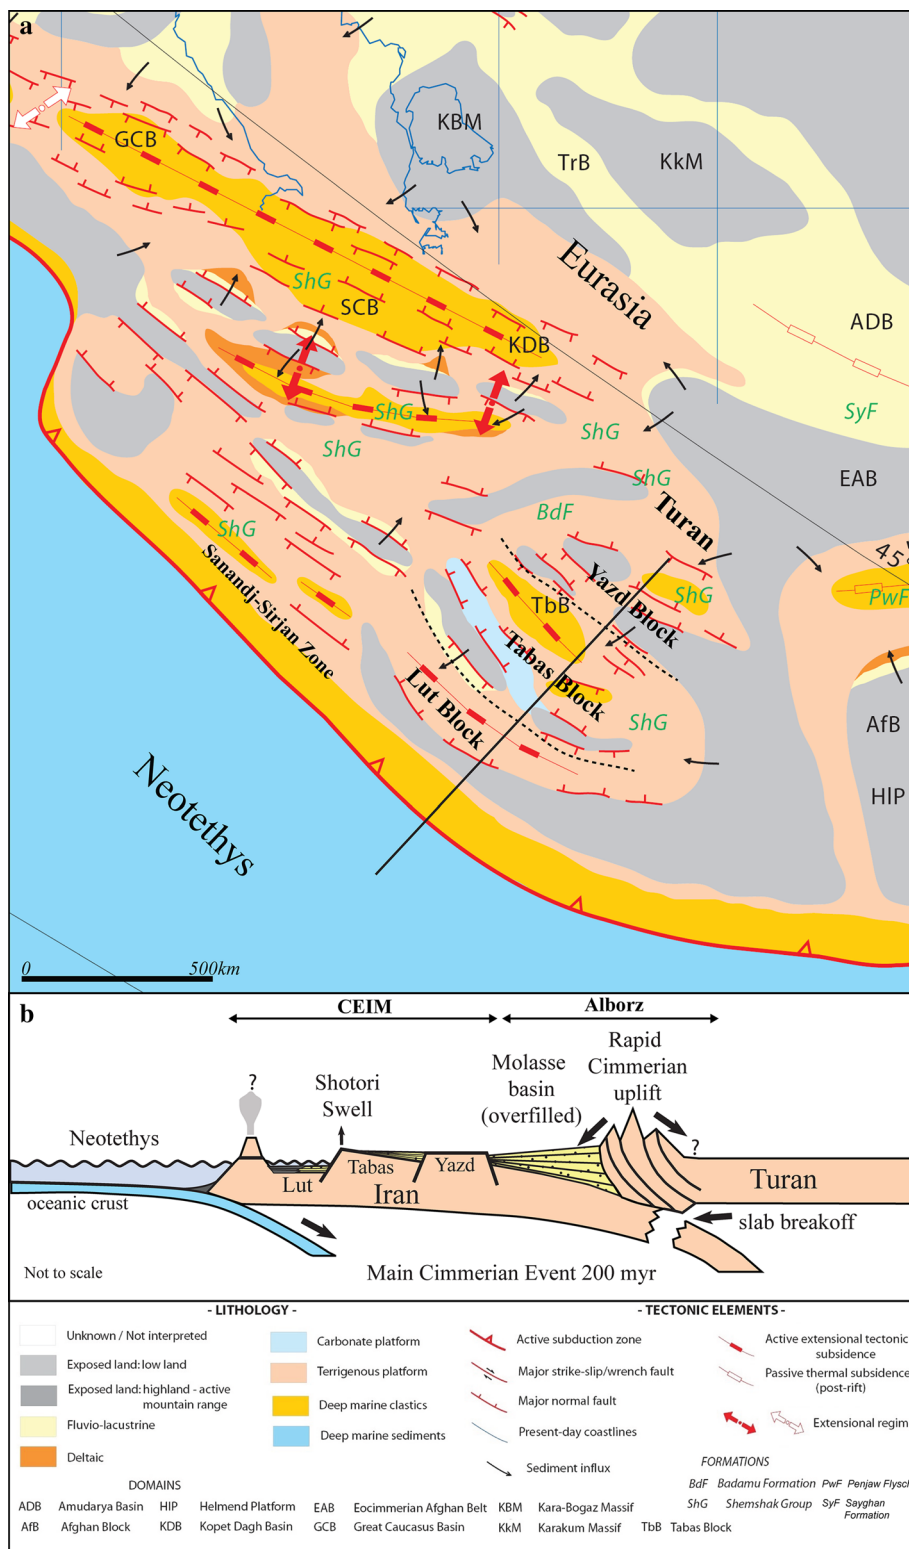 a
GCB
KBM
TrB
KkM
Eurasia
ShG
SCB
ADB
KDB
SyF
ShG
ShG
ShG
ShG
EAB
Turan
BdF
ShG
45°
Sanandj-Sirjan Zone
Yazd Block
ShG
PwF
TbB
Tabas Block
Lut Block
ShG
AfB
HlP
Neotethys
0 500km
b
CEIM Alborz
Rapid
Cimmerian
uplift
Molasse
basin
(overfilled)
Shotori
Swell
?
?
Neotethys
Tabas
Yazd
Lut
Iran
Turan
oceanic crust
slab breakoff
Not to scale
Main Cimmerian Event 200 myr
- LITHOLOGY -
Unknown / Not interpreted
Exposed land: low land
Exposed land: highland - active
mountain range
Fluvio-lacustrine
Deltaic
Carbonate platform
Terrigenous platform
Deep marine clastics
Deep marine sediments
- TECTONIC ELEMENTS -
Active subduction zone
Major strike-slip/wrench fault
Major normal fault
Present-day coastlines
Sediment influx
Active extensional tectonic
subsidence
Passive thermal subsidence
(post-rift)
Extensional regim
FORMATIONS
BdF Badamu Formation PwF Penjaw Flysch
ShG Shemshak Group SyF Sayghan
Formation
DOMAINS
ADB Amudarya Basin HIP Helmend Platform EAB Eocimmerian Afghan Belt KBM Kara-Bogaz Massif
AfB Afghan Block KDB Kopet Dagh Basin GCB Great Caucasus Basin KkM Karakum Massif TbB Tabas Block